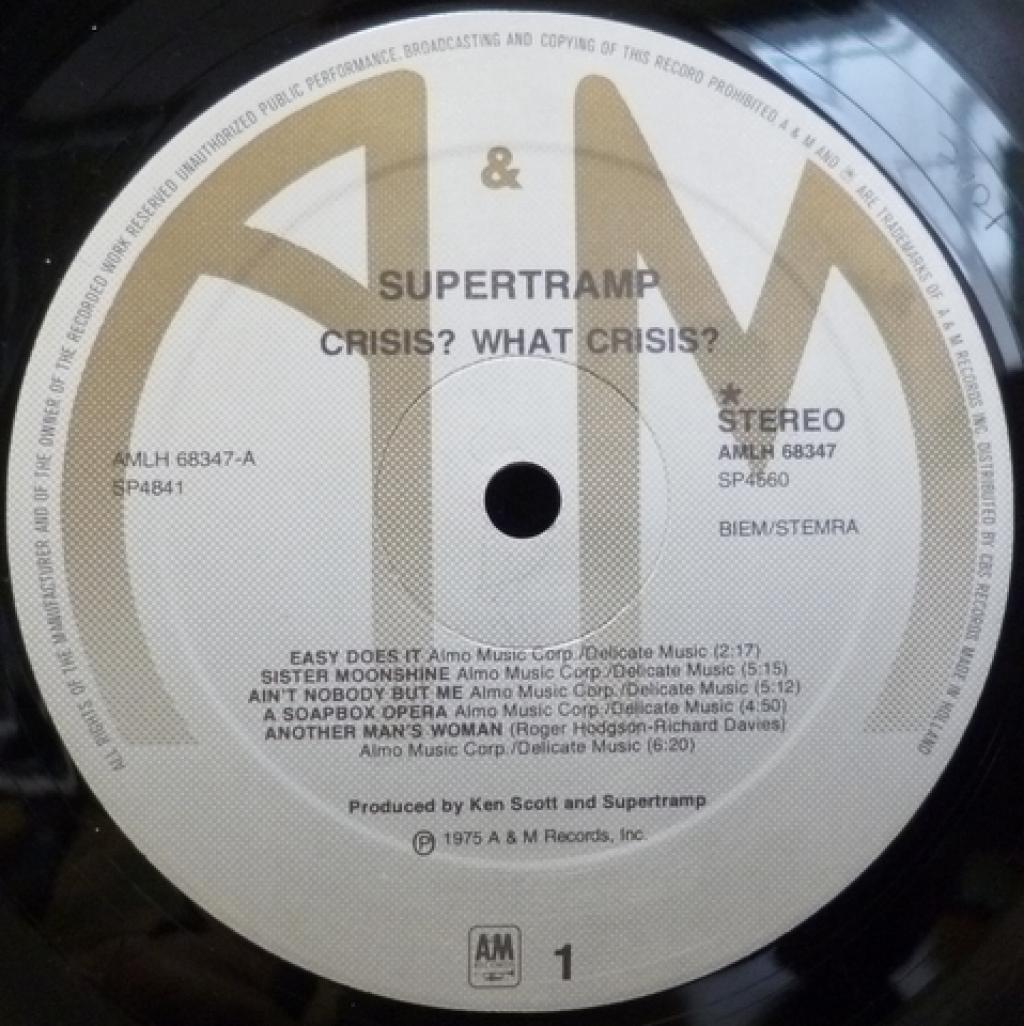 ALL RIGHTS OF THE MANUFACTURER AND OF THE OWNER OF THE RECORDED WORK RESERVED UNAUTHORIZED PUBLIC PERFORMANCE, BROADCASTING AND COPYING OF THIS RECORD PROHIBITED A & M AND ARE TRADEMARKS OF A & M RECORDS INC. DISTRIBUTED BY CBS RECORDS MADE IN HOLLAND
A & M
SUPERTRAMP
CRISIS? WHAT CRISIS?
*
STEREO
AMLH 68347-A
SP4841
AMLH 68347
SP4560
BIEM/STEMRA
EASY DOES IT Almo Music Corp./Delicate Music (2:17)
SISTER MOONSHINE Almo Music Corp./Delicate Music (5:15)
AIN'T NOBODY BUT ME Almo Music Corp./Delicate Music (5:12)
A SOAPBOX OPERA Almo Music Corp./Delicate Music (4:50)
ANOTHER MAN'S WOMAN (Roger Hodgson-Richard Davies)
Almo Music Corp./Delicate Music (6:20)
Produced by Ken Scott and Supertramp
℗ 1975 A & M Records, Inc.
AM
1